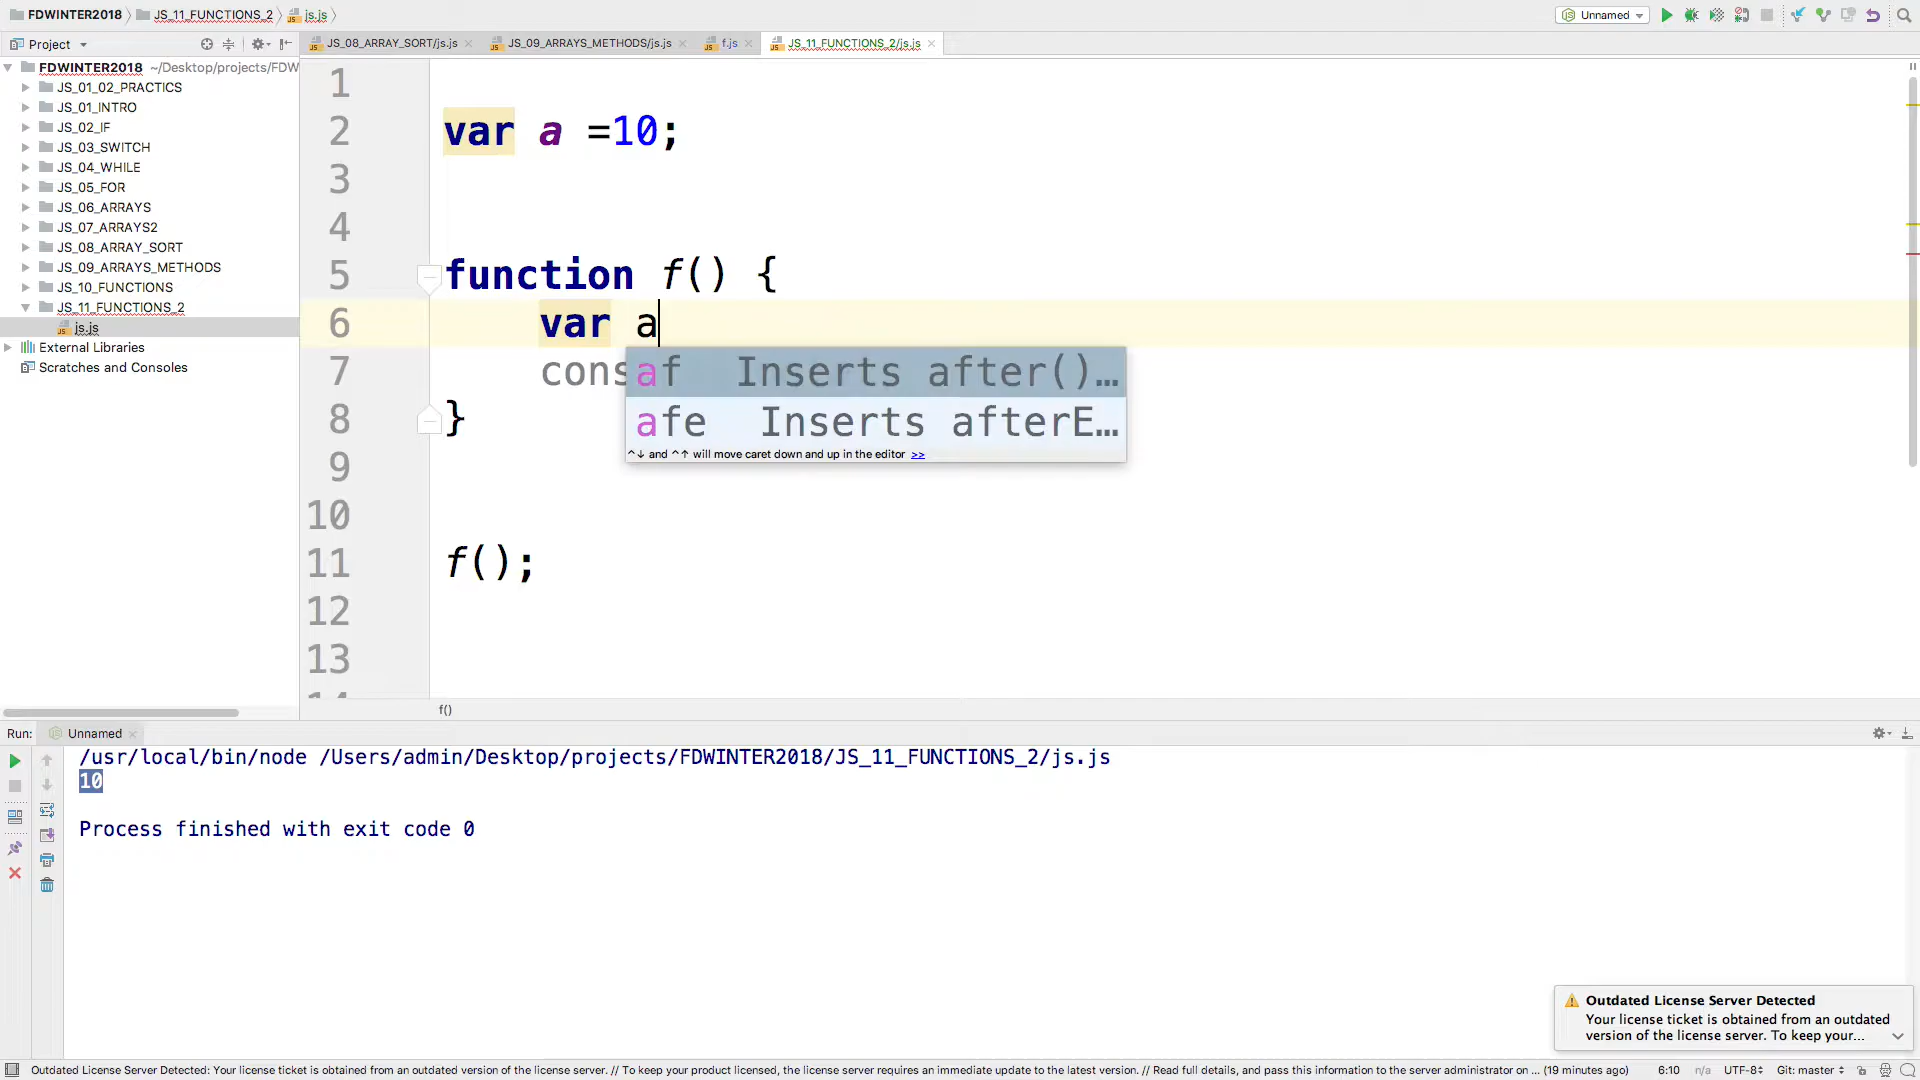 FDWINTER2018 JS_11_FUNCTIONS_2 js.js Unnamed
Project JS_08_ARRAY_SORT/js.js JS_09_ARRAYS_METHODS/js.js f.js JS_11_FUNCTIONS_2/js.js
FDWINTER2018 ~/Desktop/projects/FDW
JS_01_02_PRACTICS
JS_01_INTRO
JS_02_IF
JS_03_SWITCH
JS_04_WHILE
JS_05_FOR
JS_06_ARRAYS
JS_07_ARRAYS2
JS_08_ARRAY_SORT
JS_09_ARRAYS_METHODS
JS_10_FUNCTIONS
JS_11_FUNCTIONS_2
js.js
External Libraries
Scratches and Consoles
1
2 var a =10;
3
4
5 function f() {
6 var a
7 cons
8 }
9
10
11 f();
12
13
af Inserts after()…
afe Inserts afterE…
^↓ and ^↑ will move caret down and up in the editor >>
f()
Run: Unnamed
/usr/local/bin/node /Users/admin/Desktop/projects/FDWINTER2018/JS_11_FUNCTIONS_2/js.js
10
Process finished with exit code 0
Outdated License Server Detected
Your license ticket is obtained from an outdated
version of the license server. To keep your...
Outdated License Server Detected: Your license ticket is obtained from an outdated version of the license server. // To keep your product licensed, the license server requires an immediate update to the latest version. // Read full details, and pass this information to the server administrator on ... (19 minutes ago) 6:10 n/a UTF-8 Git: master